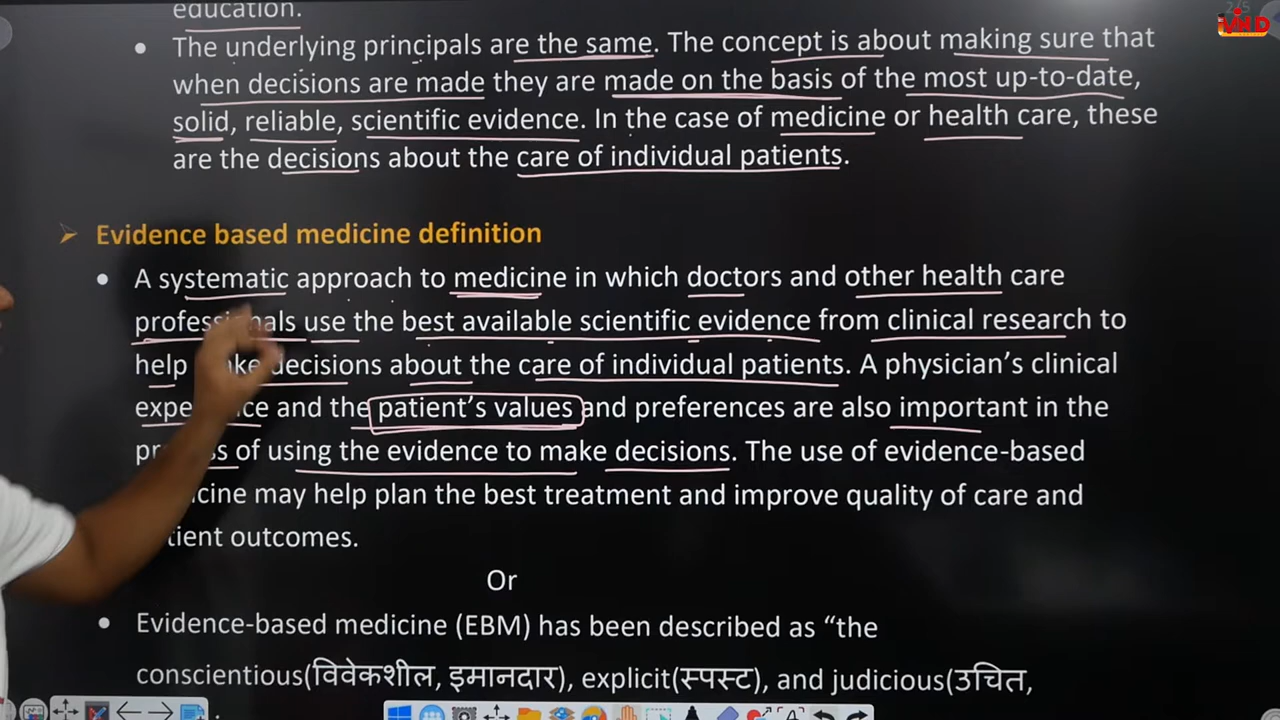 education.
2/5
iVHD
• The underlying principals are the same. The concept is about making sure that
when decisions are made they are made on the basis of the most up-to-date,
solid, reliable, scientific evidence. In the case of medicine or health care, these
are the decisions about the care of individual patients.
Evidence based medicine definition
• A systematic approach to medicine in which doctors and other health care
professionals use the best available scientific evidence from clinical research to
help decisions about the care of individual patients. A physician's clinical
and the patient's values and preferences are also important in the
of using the evidence to make decisions. The use of evidence-based
may help plan the best treatment and improve quality of care and
outcomes.
Or
• Evidence-based medicine (EBM) has been described as “the
conscientious(विवेकशील, इमानदार), explicit(स्पस्ट), and judicious(उचित,